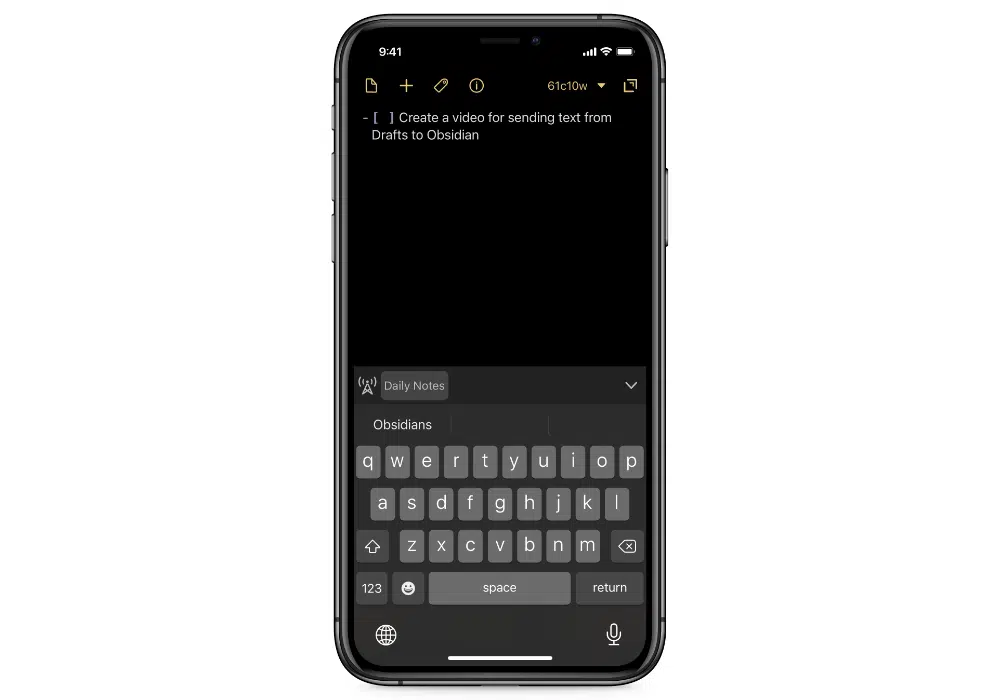 9:41
61c10w
- [ ] Create a video for sending text from
Drafts to Obsidian
Daily Notes
Obsidians
q w e r t y u i o p
a s d f g h j k l
z x c v b n m
123 space return